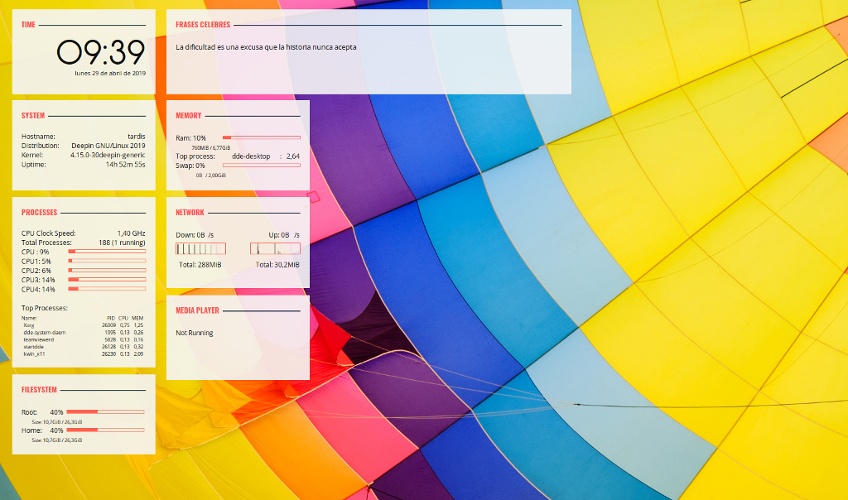 TIME
09:39
lunes 29 de abril de 2019
FRASES CELEBRES
La dificultad es una excusa que la historia nunca acepta
SYSTEM
Hostname: tardis
Distribution: Deepin GNU/Linux 2019
Kernel: 4.15.0-30deepin-generic
Uptime: 14h 52m 55s
MEMORY
Ram: 10%
760MiB / 6,77GiB
Top process: dde-desktop : 2,64
Swap: 0%
0B / 2,00GiB
PROCESSES
CPU Clock Speed: 1,40 GHz
Total Processes: 188 (1 running)
CPU : 9%
CPU1: 5%
CPU2: 6%
CPU3: 14%
CPU4: 14%
Top Processes:
Name: PID CPU MEM
Xorg 26009 0,75 1,25
dde-system-daem 1095 0,13 0,26
teamviewerd 5828 0,13 0,16
startdde 26128 0,13 0,32
kwin_x11 26230 0,13 2,09
NETWORK
Down: 0B /s Up: 0B /s
Total: 288MiB Total: 30,2MiB
MEDIA PLAYER
Not Running
FILESYSTEM
Root: 40%
Size: 10,7GiB / 26,3GiB
Home: 40%
Size: 10,7GiB / 26,3GiB